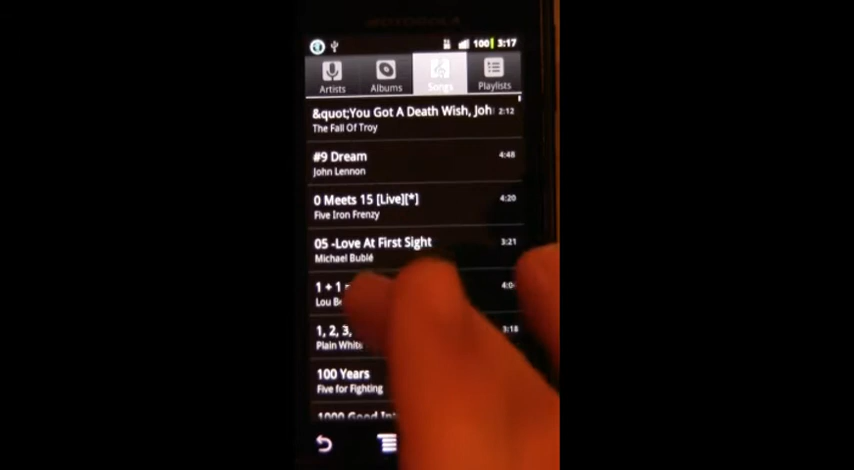 MOTOROLA
100 3:17
Artists
Albums
Songs
Playlists
&quot;You Got A Death Wish, Joh 2:12
The Fall Of Troy
#9 Dream 4:48
John Lennon
0 Meets 15 [Live][*] 4:20
Five Iron Frenzy
05 -Love At First Sight 3:21
Michael Bublé
1 + 1
Lou
1, 2, 3, 3:18
Plain White
100 Years
Five for Fighting
1000 Good